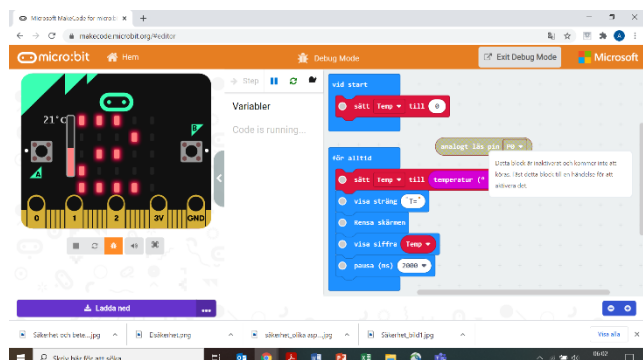 Microsoft MakeCode for micro:b
makecode.microbit.org/#editor
micro:bit
Hem
Debug Mode
Exit Debug Mode
Microsoft
Step
Variabler
Code is running...
21°C
B
A
0 1 2 3V GND
vid start
sätt Temp till 0
analogt läs pin P0
Detta block är inaktiverat och kommer inte att
köras. Fäst detta block till en händelse för att
aktivera det.
för alltid
sätt Temp till temperatur (°
visa sträng "T="
Rensa skärmen
visa siffra Temp
pausa (ms) 2000
Ladda ned
...
Säkerhet och bete....jpg
Elsäkerhet.png
säkerhet_olika asp....jpg
Säkerhet_bild1.jpg
Visa alla
Skriv här för att söka
06:02